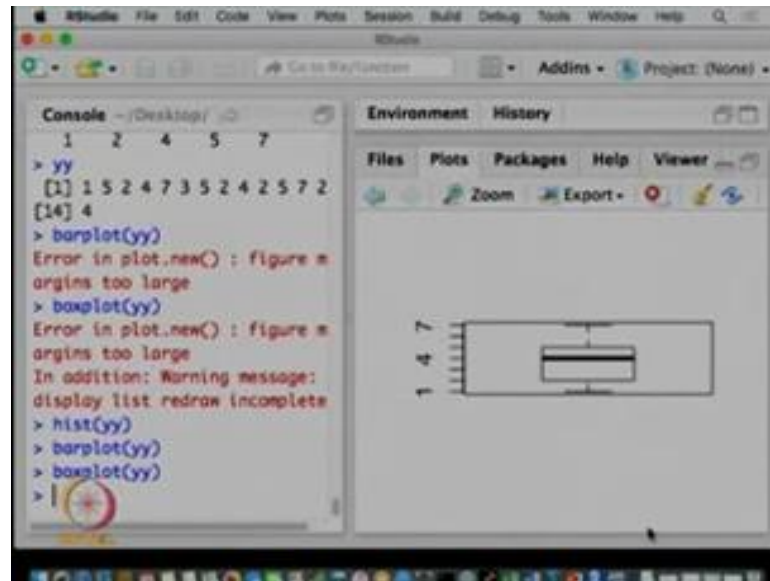 RStudio File Edit Code View Plots Session Build Debug Tools Window Help
RStudio
Go to file/function Addins Project: (None)
Console ~/Desktop/
1 2 4 5 7
> yy
[1] 1 5 2 4 7 3 5 2 4 2 5 7 2
[14] 4
> barplot(yy)
Error in plot.new() : figure m
argins too large
> boxplot(yy)
Error in plot.new() : figure m
argins too large
In addition: Warning message:
display list redraw incomplete
> hist(yy)
> barplot(yy)
> boxplot(yy)
>
Environment History
Files Plots Packages Help Viewer
Zoom Export
7
4
1